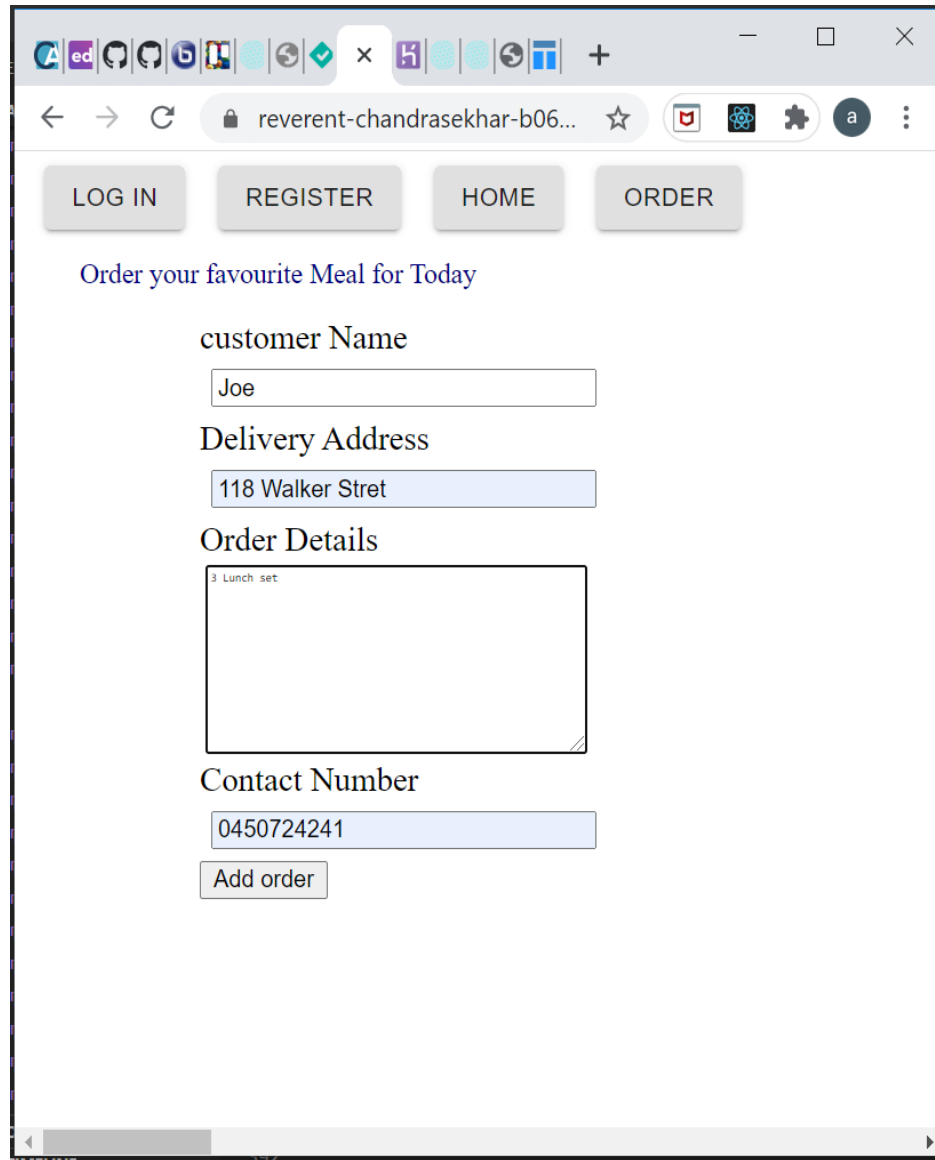 ed
reverent-chandrasekhar-b06...
a
LOG IN
REGISTER
HOME
ORDER
Order your favourite Meal for Today
customer Name
Joe
Delivery Address
118 Walker Stret
Order Details
3 Lunch set
Contact Number
0450724241
Add order